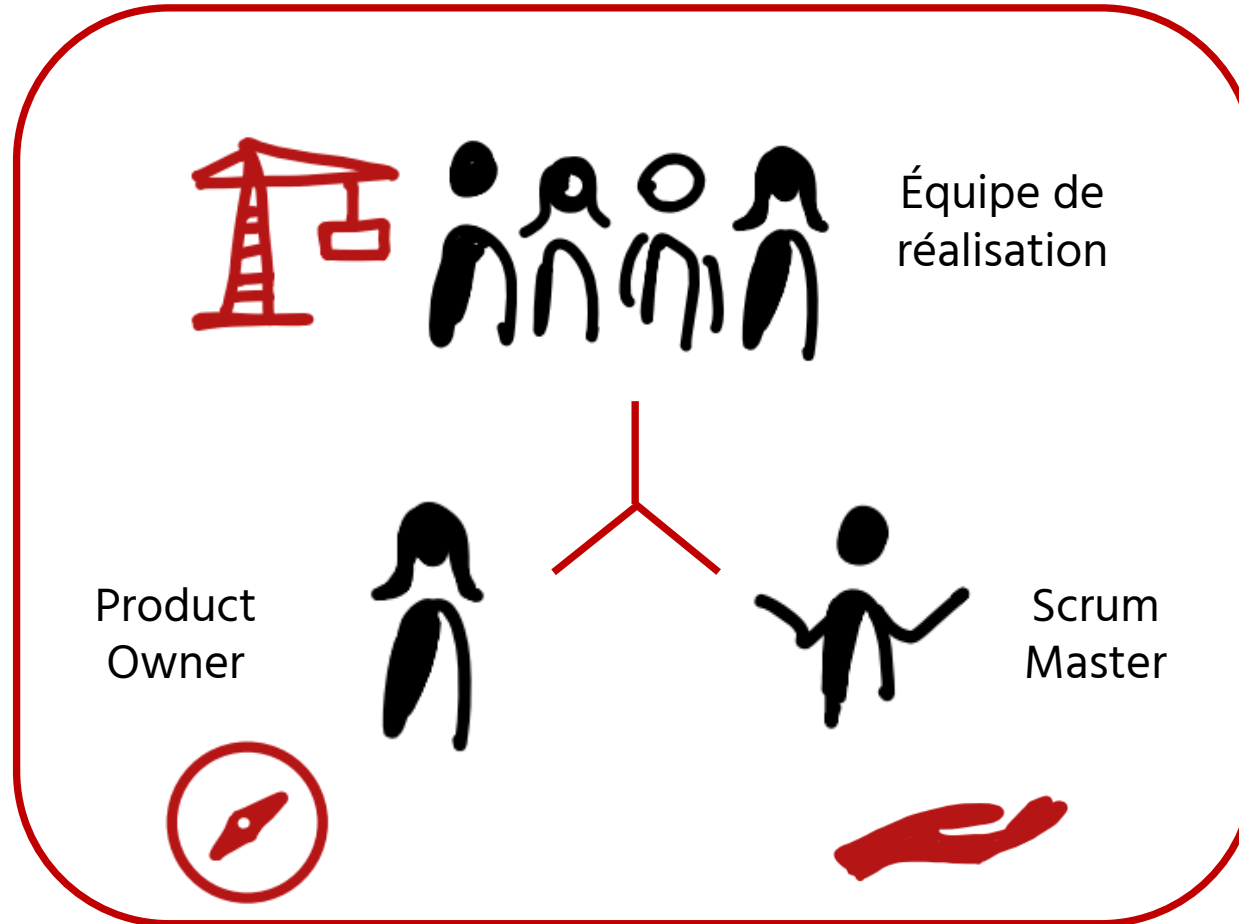 Équipe de
réalisation
Product
Owner
Scrum
Master